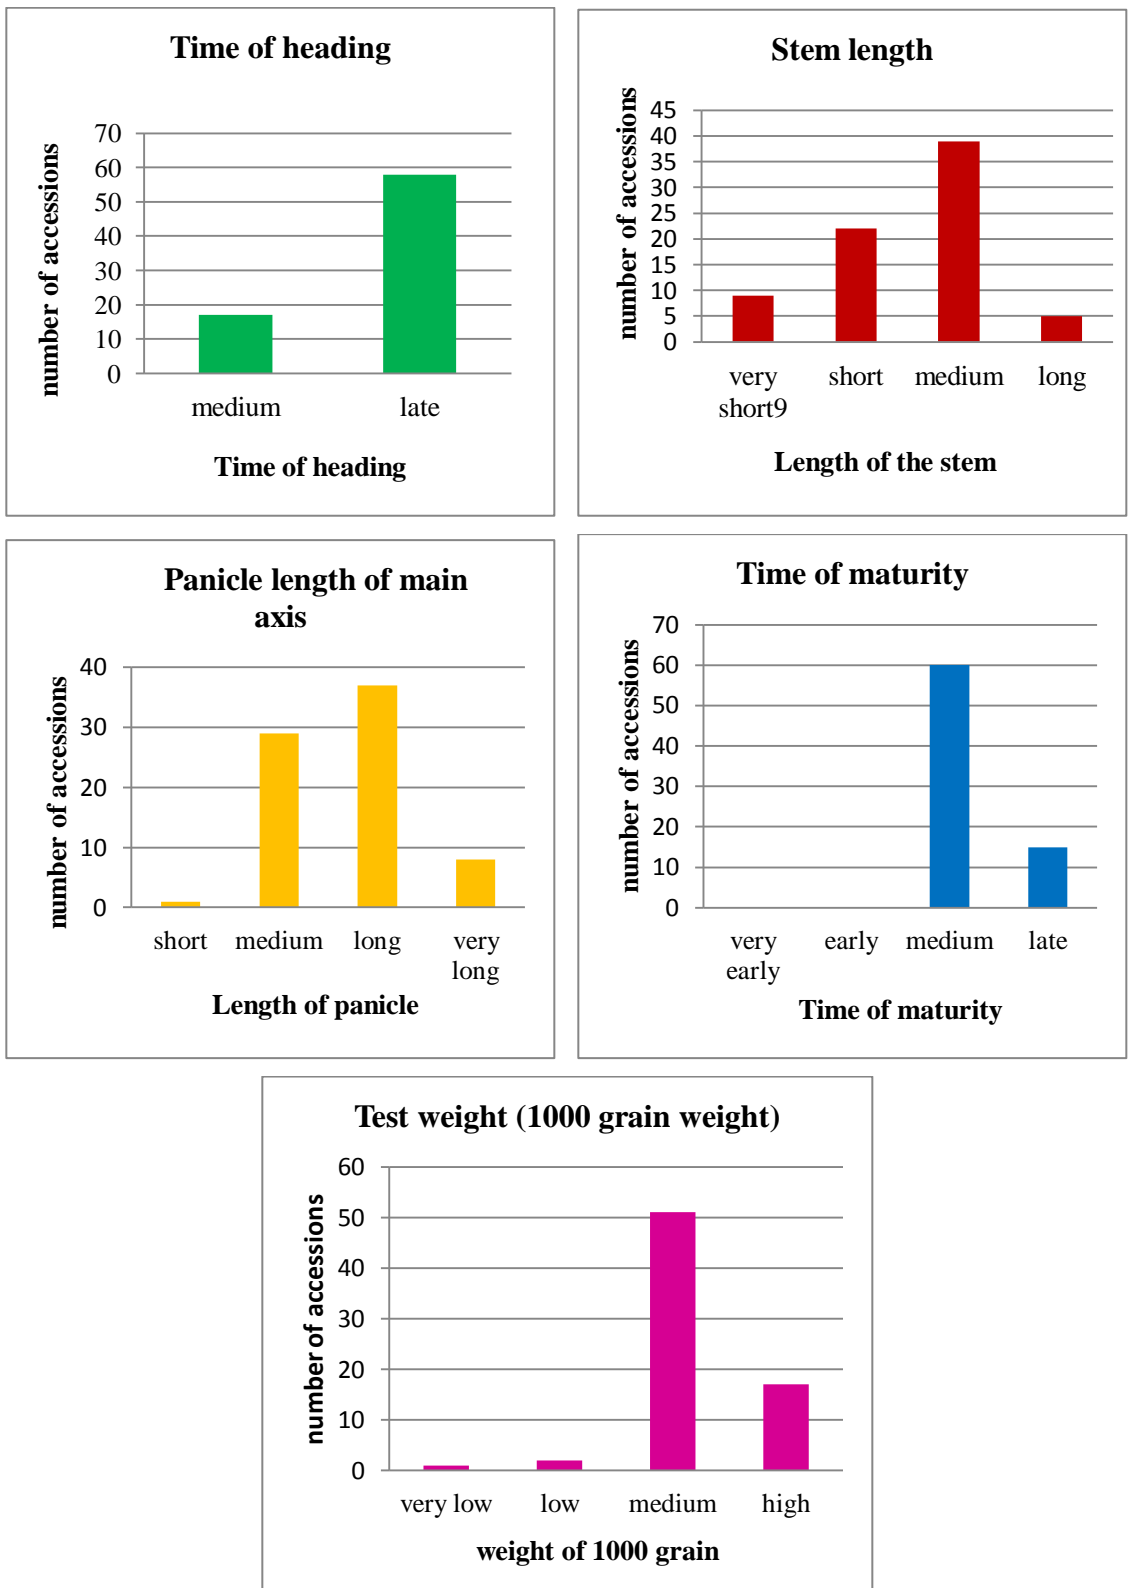 Time of heading
number of accessions
70
60
50
40
30
20
10
0
medium late
Time of heading
Stem length
number of accessions
45
40
35
30
25
20
15
10
5
0
very short9 short medium long
Length of the stem
Panicle length of main
axis
number of accessions
40
30
20
10
0
short medium long very long
Length of panicle
Time of maturity
number of accessions
70
60
50
40
30
20
10
0
very early early medium late
Time of maturity
Test weight (1000 grain weight)
number of accessions
60
50
40
30
20
10
0
very low low medium high
weight of 1000 grain